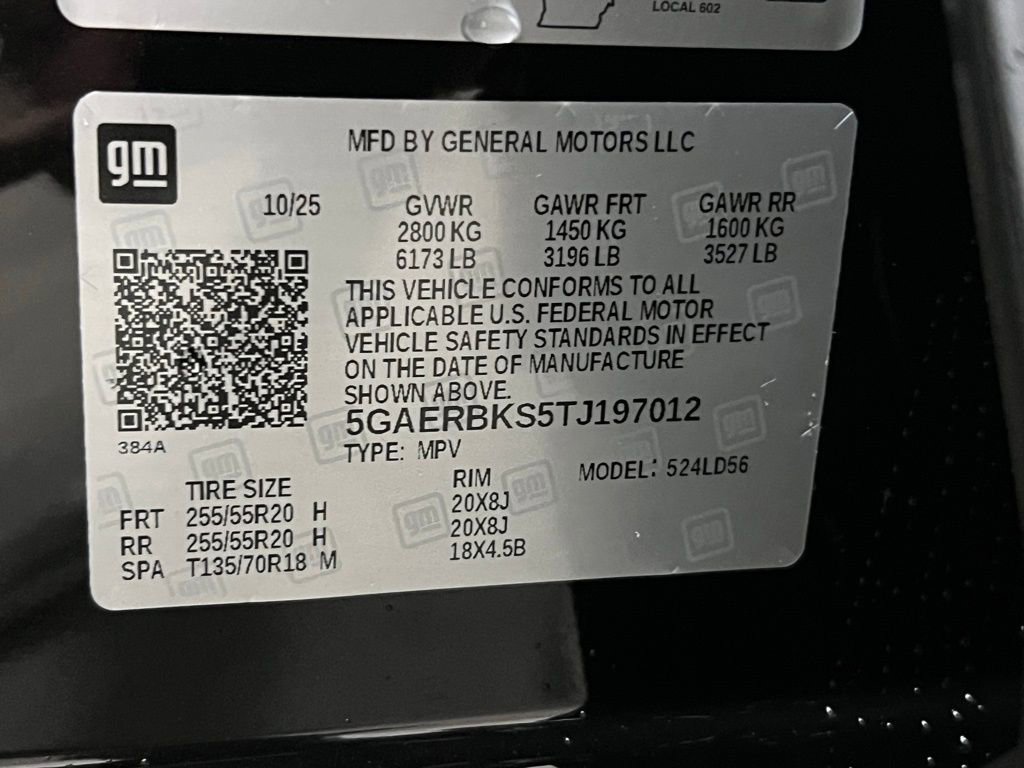 LOCAL 602
gm
MFD BY GENERAL MOTORS LLC
10/25 GVWR GAWR FRT GAWR RR
2800 KG 1450 KG 1600 KG
6173 LB 3196 LB 3527 LB
THIS VEHICLE CONFORMS TO ALL
APPLICABLE U.S. FEDERAL MOTOR
VEHICLE SAFETY STANDARDS IN EFFECT
ON THE DATE OF MANUFACTURE
SHOWN ABOVE.
5GAERBKS5TJ197012
384A
TYPE: MPV MODEL: 524LD56
TIRE SIZE RIM
FRT 255/55R20 H 20X8J
RR 255/55R20 H 20X8J
SPA T135/70R18 M 18X4.5B